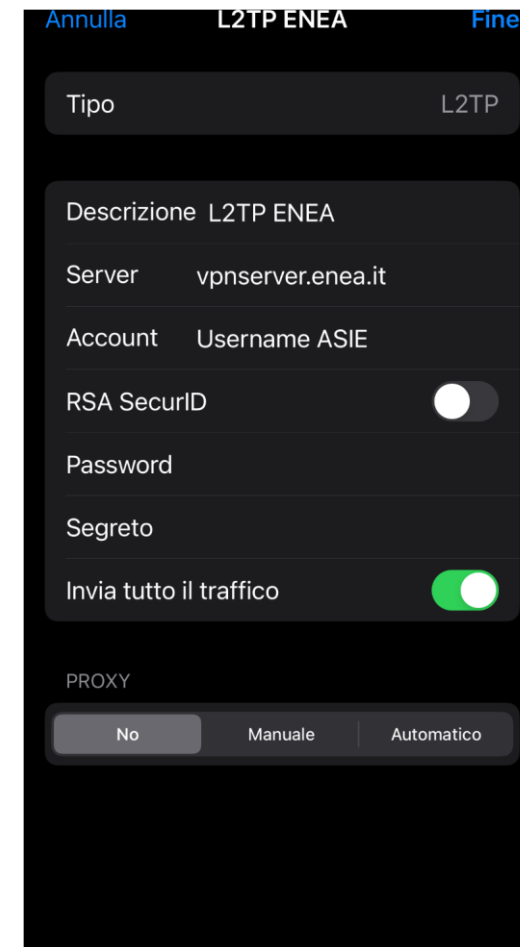 Annulla L2TP ENEA Fine
Tipo L2TP
Descrizione L2TP ENEA
Server vpnserver.enea.it
Account Username ASIE
RSA SecurID
Password
Segreto
Invia tutto il traffico
PROXY
No Manuale Automatico